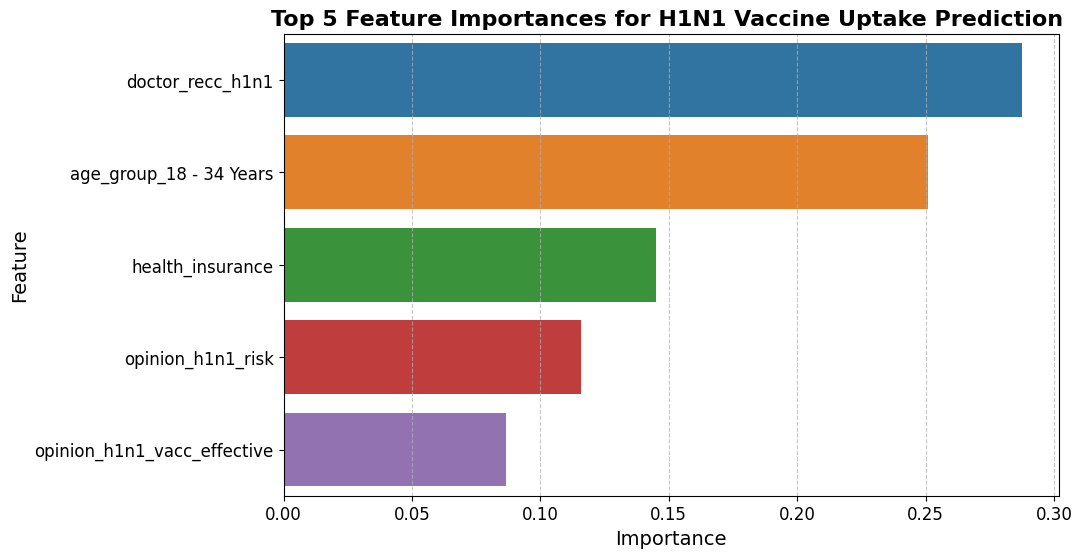 Top 5 Feature Importances for H1N1 Vaccine Uptake Prediction
Feature
doctor_recc_h1n1
age_group_18 - 34 Years
health_insurance
opinion_h1n1_risk
opinion_h1n1_vacc_effective
0.00 0.05 0.10 0.15 0.20 0.25 0.30
Importance